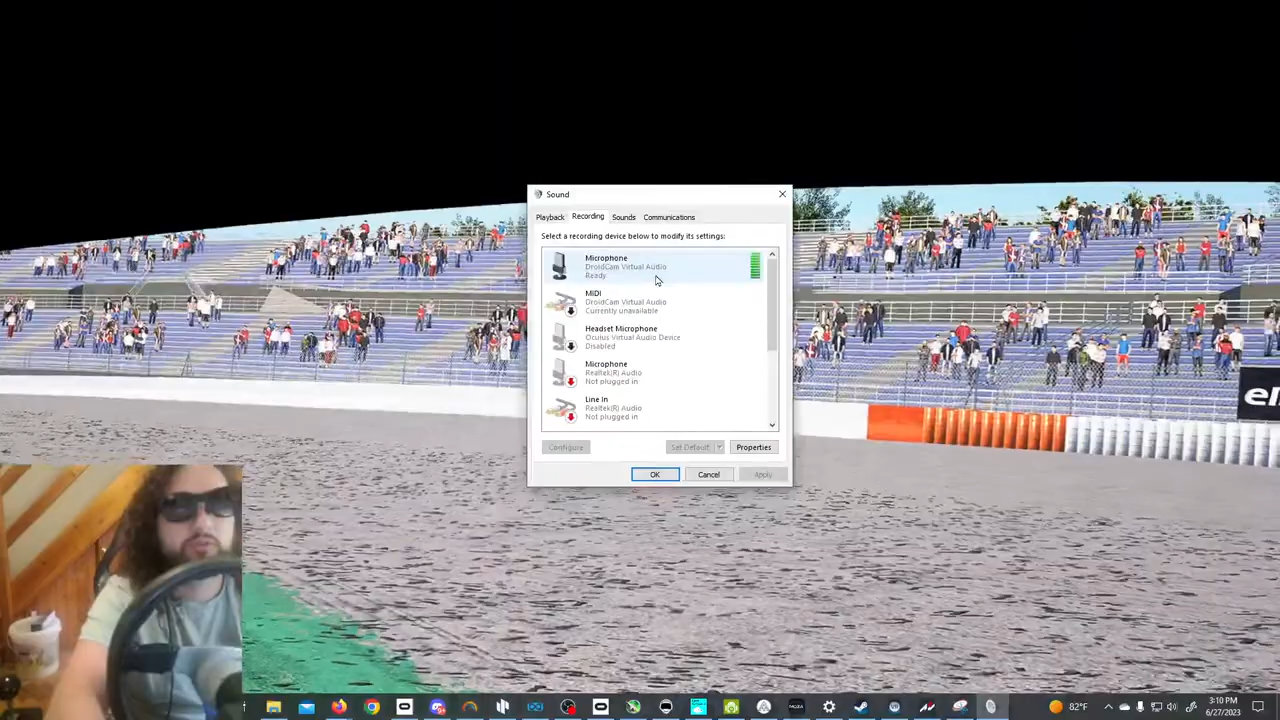 Sound
Playback Recording Sounds Communications
Select a recording device below to modify its settings:
Microphone
DroidCam Virtual Audio
Ready
MIDI
DroidCam Virtual Audio
Currently unavailable
Headset Microphone
Oculus Virtual Audio Device
Disabled
Microphone
Realtek(R) Audio
Not plugged in
Line In
Realtek(R) Audio
Not plugged in
Configure Set Default Properties
OK Cancel Apply
el
82°F
3:10 PM
6/27/2023